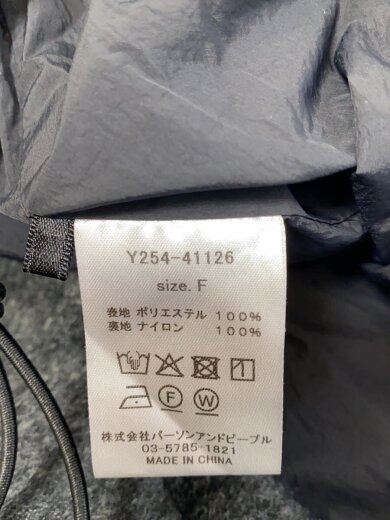 Y254-41126
size. F
表地 ポリエステル 100%
裏地 ナイロン 100%
F
W
株式会社パーソンアンドピープル
03-5785-1821
MADE IN CHINA